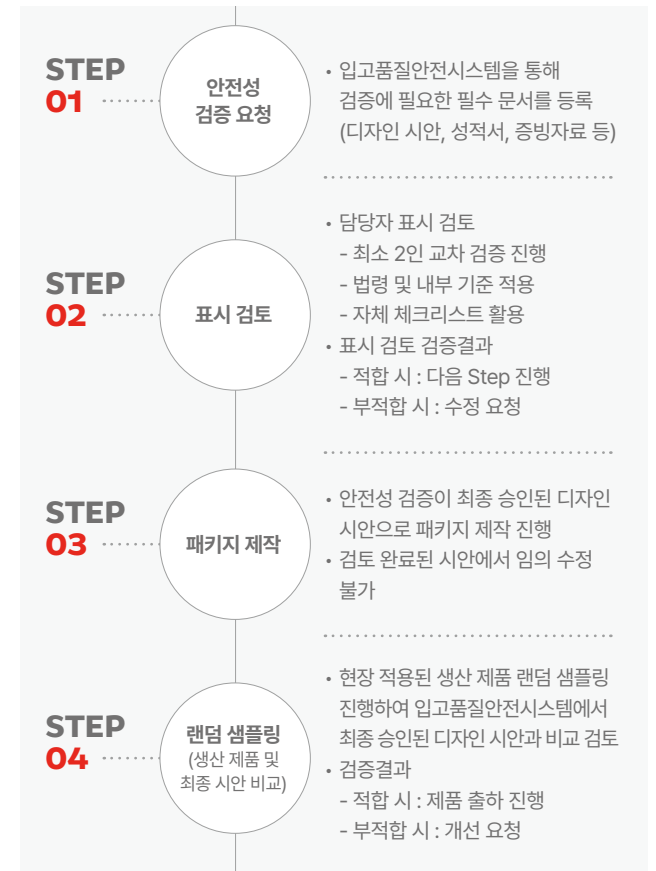 STEP
01
안전성
검증 요청
• 입고품질안전시스템을 통해
검증에 필요한 필수 문서를 등록
(디자인 시안, 성적서, 증빙자료 등)
STEP
02
표시 검토
• 담당자 표시 검토
- 최소 2인 교차 검증 진행
- 법령 및 내부 기준 적용
- 자체 체크리스트 활용
• 표시 검토 검증결과
- 적합 시 : 다음 Step 진행
- 부적합 시 : 수정 요청
STEP
03
패키지 제작
• 안전성 검증이 최종 승인된 디자인
시안으로 패키지 제작 진행
• 검토 완료된 시안에서 임의 수정
불가
STEP
04
랜덤 샘플링
(생산 제품 및
최종 시안 비교)
• 현장 적용된 생산 제품 랜덤 샘플링
진행하여 입고품질안전시스템에서
최종 승인된 디자인 시안과 비교 검토
• 검증결과
- 적합 시 : 제품 출하 진행
- 부적합 시 : 개선 요청